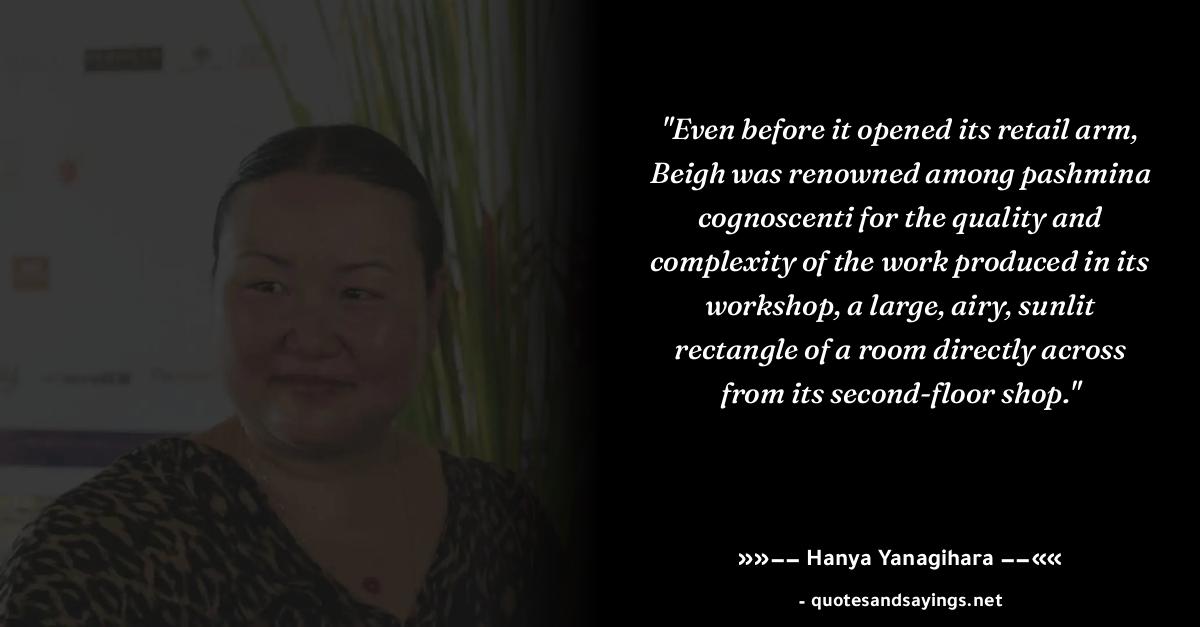 "Even before it opened its retail arm,
Beigh was renowned among pashmina
cognoscenti for the quality and
complexity of the work produced in its
workshop, a large, airy, sunlit
rectangle of a room directly across
from its second-floor shop."
»»−− Hanya Yanagihara −−««
- quotesandsayings.net